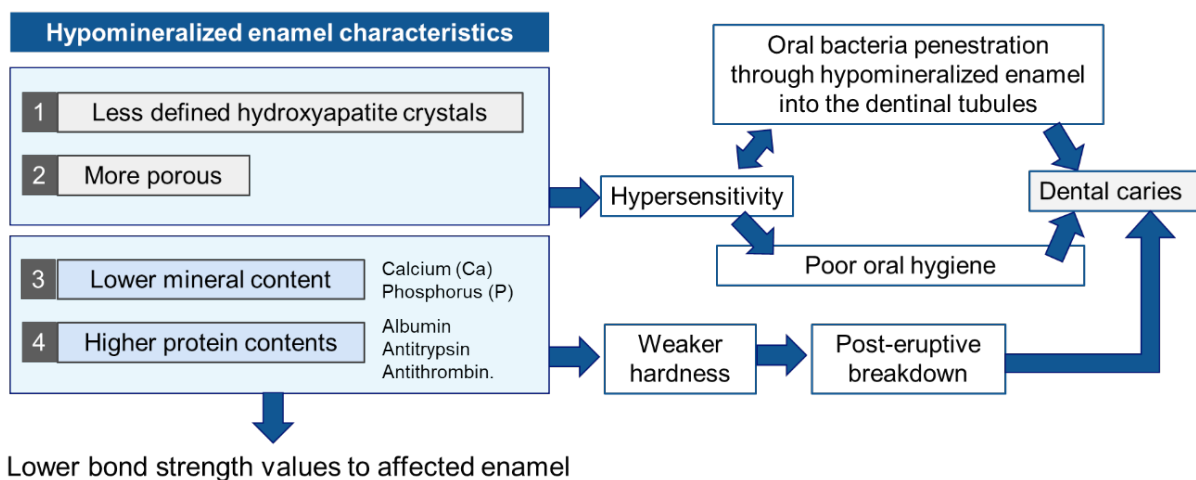 Hypomineralized enamel characteristics
1 Less defined hydroxyapatite crystals
2 More porous
3 Lower mineral content
Calcium (Ca)
Phosphorus (P)
4 Higher protein contents
Albumin
Antitrypsin
Antithrombin.
Lower bond strength values to affected enamel
Oral bacteria penestration
through hypomineralized enamel
into the dentinal tubules
Hypersensitivity
Dental caries
Poor oral hygiene
Weaker
hardness
Post-eruptive
breakdown